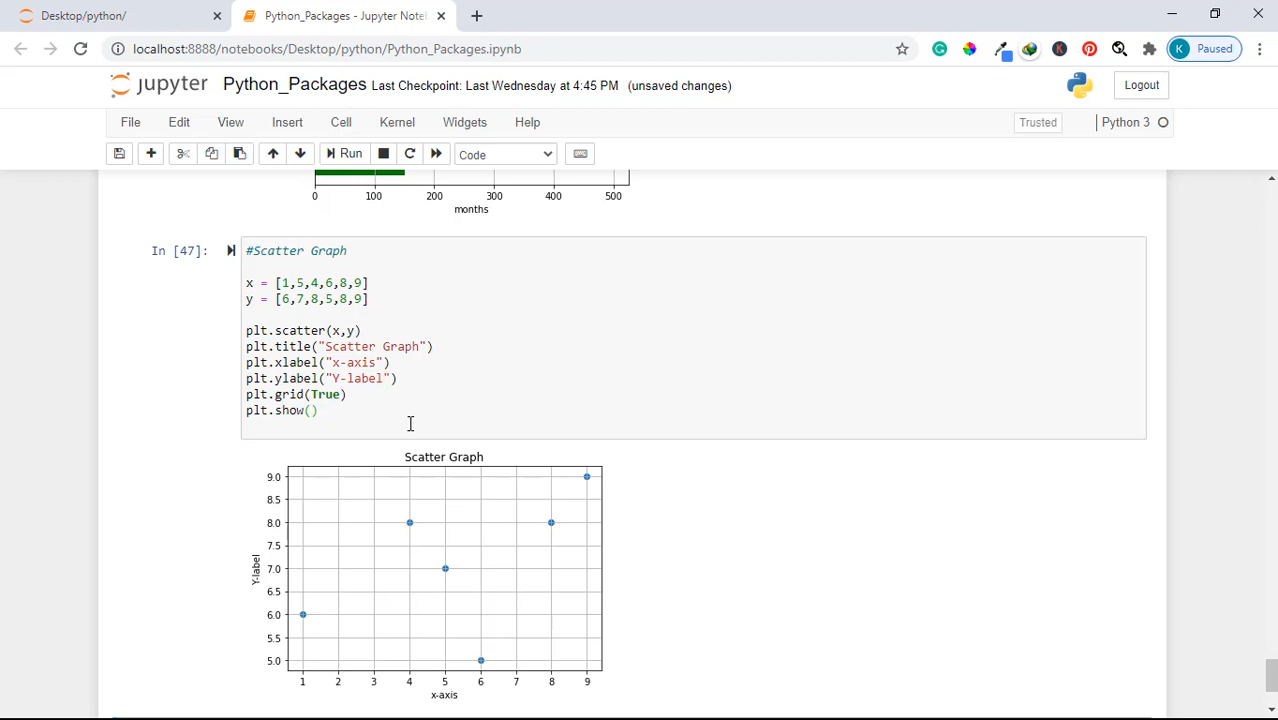 Desktop/python/
Python_Packages - Jupyter Noteb
localhost:8888/notebooks/Desktop/python/Python_Packages.ipynb
K Paused
jupyter Python_Packages Last Checkpoint: Last Wednesday at 4:45 PM (unsaved changes)
Logout
File Edit View Insert Cell Kernel Widgets Help
Trusted Python 3
Run
Code
0 100 200 300 400 500
months
In [47]:
#Scatter Graph
x = [1,5,4,6,8,9]
y = [6,7,8,5,8,9]
plt.scatter(x,y)
plt.title("Scatter Graph")
plt.xlabel("x-axis")
plt.ylabel("Y-label")
plt.grid(True)
plt.show()
Scatter Graph
9.0
8.5
8.0
7.5
7.0
6.5
6.0
5.5
5.0
Y-label
1 2 3 4 5 6 7 8 9
x-axis